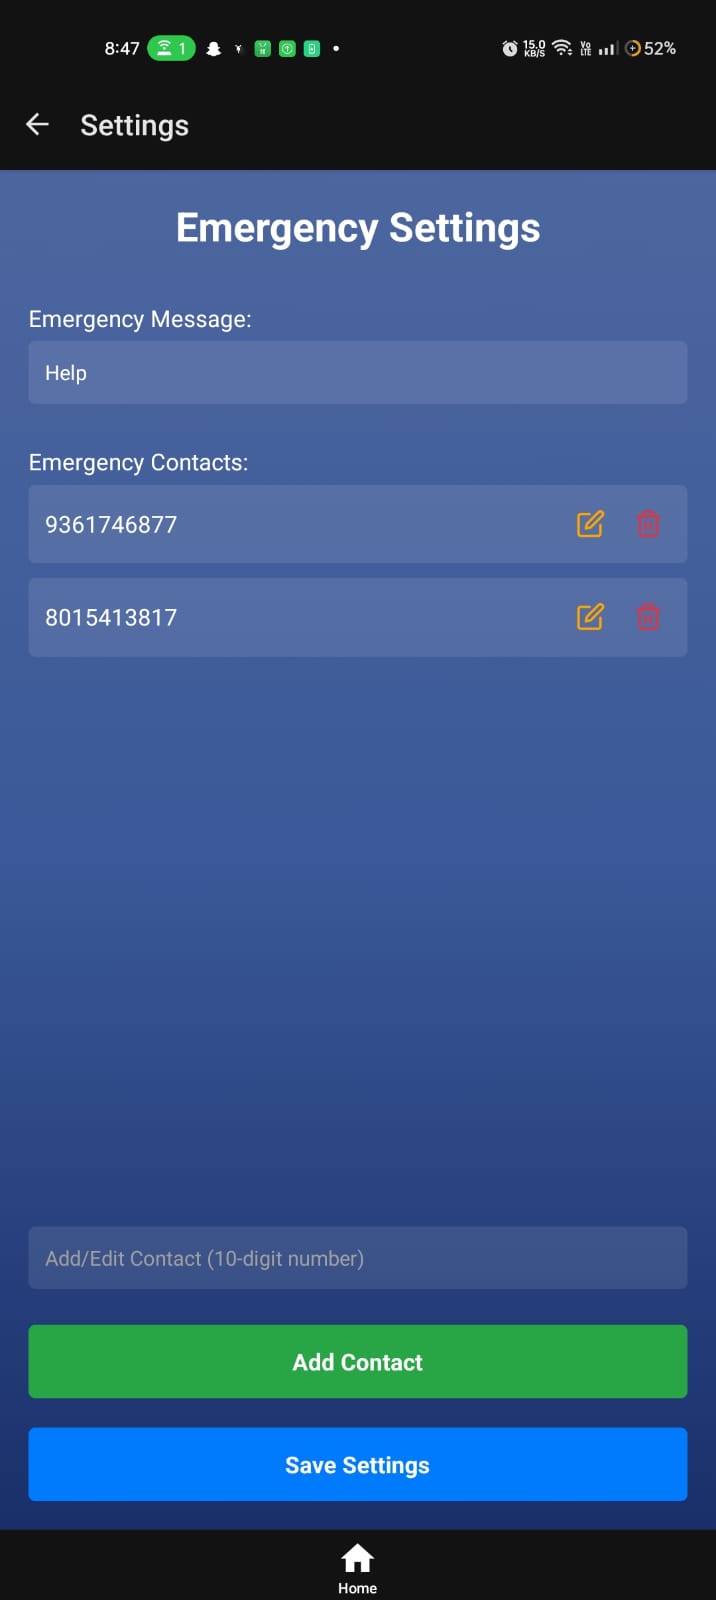 8:47 1 15.0 KB/S Vo LTE 52%
Settings
Emergency Settings
Emergency Message:
Help
Emergency Contacts:
9361746877
8015413817
Add/Edit Contact (10-digit number)
Add Contact
Save Settings
Home